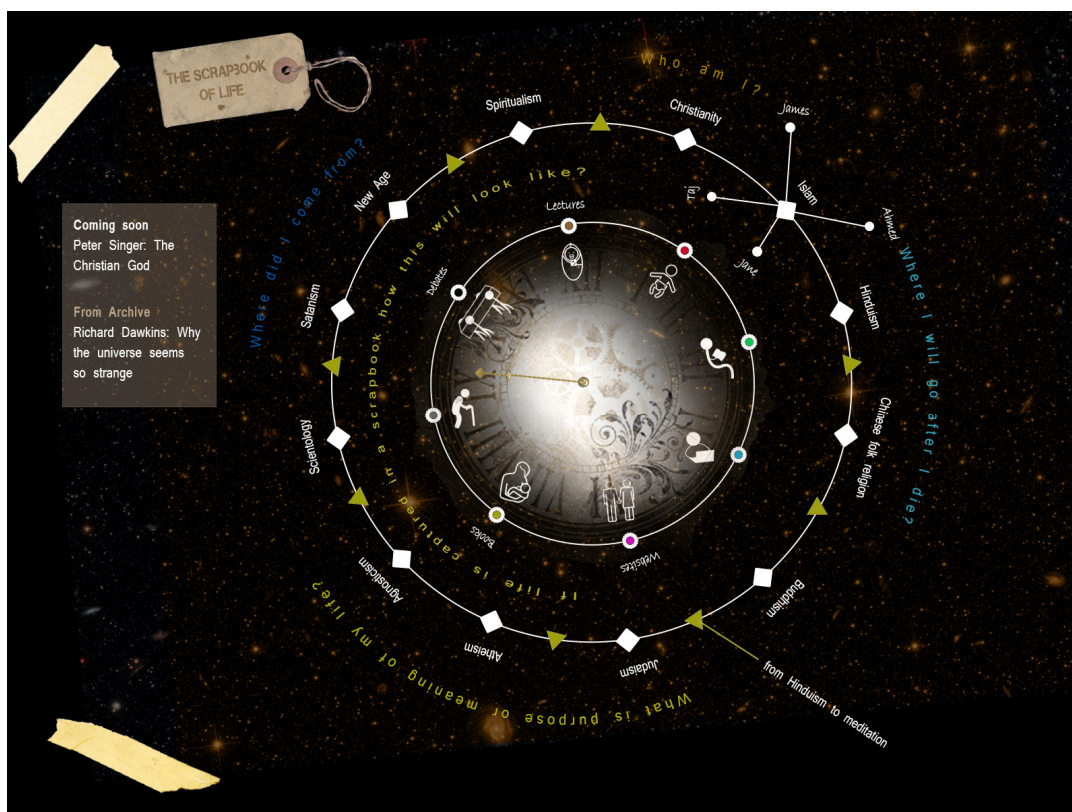 THE SCRAPBOOK
OF LIFE
Who am I?
Where did I come from?
Where I will go after I die?
What is purpose or meaning of my life?
If life is captured in a scrapbook how this will look like?
Coming soon
Peter Singer: The
Christian God
From Archive
Richard Dawkins: Why
the universe seems
so strange
Spiritualism
Christianity
James
Taj
Islam
Ahmed
Jane
Hinduism
Chinese folk religion
Buddhism
from Hinduism to meditation
Judaism
Atheism
Agnosticism
Scientology
Satanism
New Age
Lectures
Debates
Books
Websites